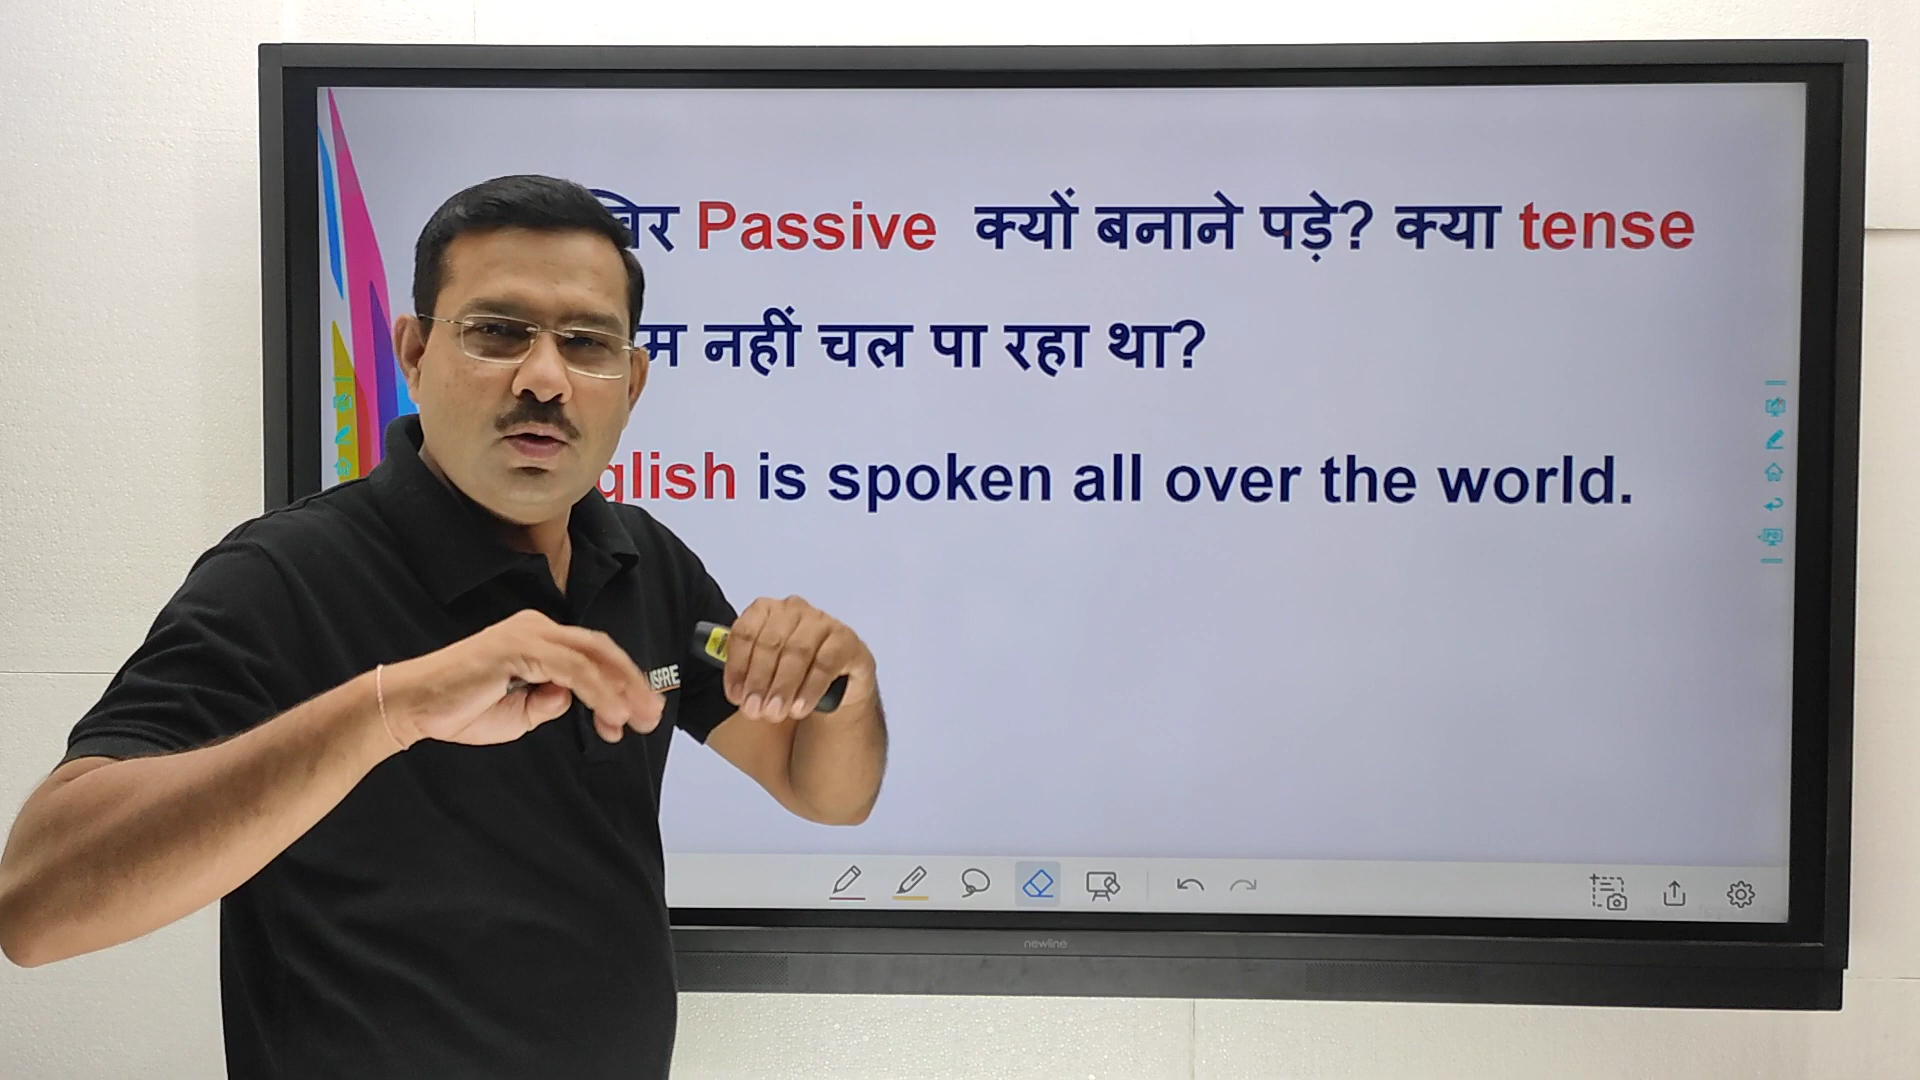 Passive क्यों बनाने पड़े? क्या tense
नहीं चल पा रहा था?
is spoken all over the world.
newline